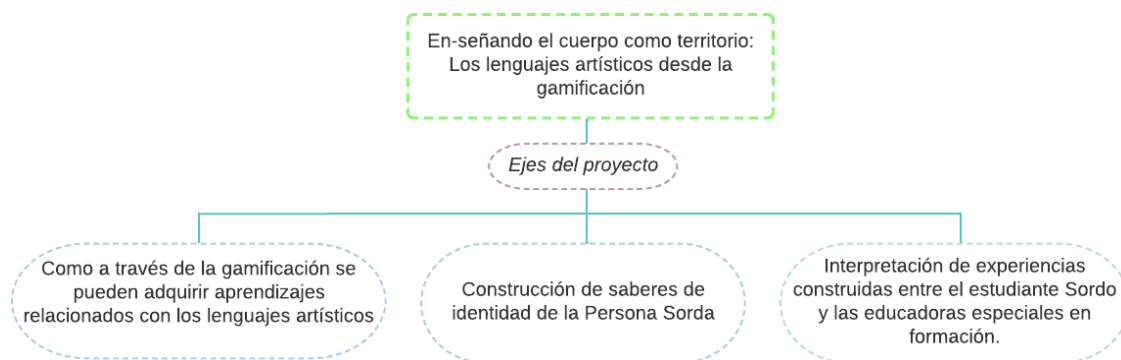 En-señando el cuerpo como territorio:
Los lenguajes artísticos desde la
gamificación
Ejes del proyecto
Como a través de la gamificación se
pueden adquirir aprendizajes
relacionados con los lenguajes artísticos
Construcción de saberes de
identidad de la Persona Sorda
Interpretación de experiencias
construidas entre el estudiante Sordo
y las educadoras especiales en
formación.